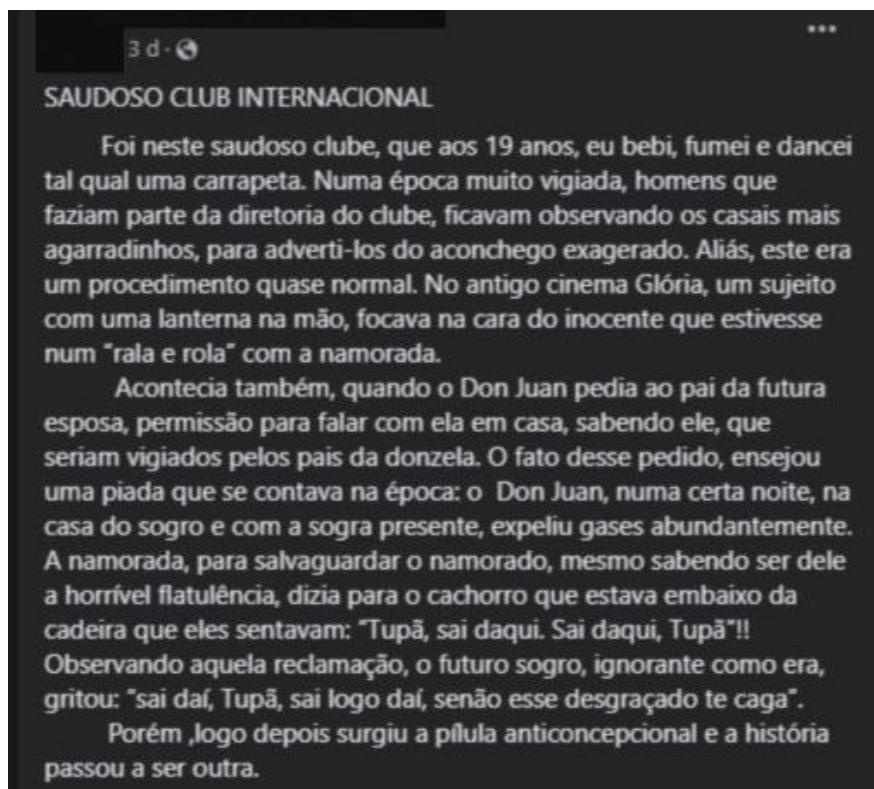 3 d ·
SAUDOSO CLUB INTERNACIONAL
Foi neste saudoso clube, que aos 19 anos, eu bebi, fumei e dancei
tal qual uma carrapeta. Numa época muito vigiada, homens que
faziam parte da diretoria do clube, ficavam observando os casais mais
agarradinhos, para adverti-los do aconchego exagerado. Aliás, este era
um procedimento quase normal. No antigo cinema Glória, um sujeito
com uma lanterna na mão, focava na cara do inocente que estivesse
num "rala e rola" com a namorada.
Acontecia também, quando o Don Juan pedia ao pai da futura
esposa, permissão para falar com ela em casa, sabendo ele, que
seriam vigiados pelos pais da donzela. O fato desse pedido, ensejou
uma piada que se contava na época: o Don Juan, numa certa noite, na
casa do sogro e com a sogra presente, expeliu gases abundantemente.
A namorada, para salvaguardar o namorado, mesmo sabendo ser dele
a horrível flatulência, dizia para o cachorro que estava embaixo da
cadeira que eles sentavam: "Tupã, sai daqui. Sai daqui, Tupã"!!
Observando aquela reclamação, o futuro sogro, ignorante como era,
gritou: "sai daí, Tupã, sai logo daí, senão esse desgraçado te caga".
Porém ,logo depois surgiu a pílula anticoncepcional e a história
passou a ser outra.